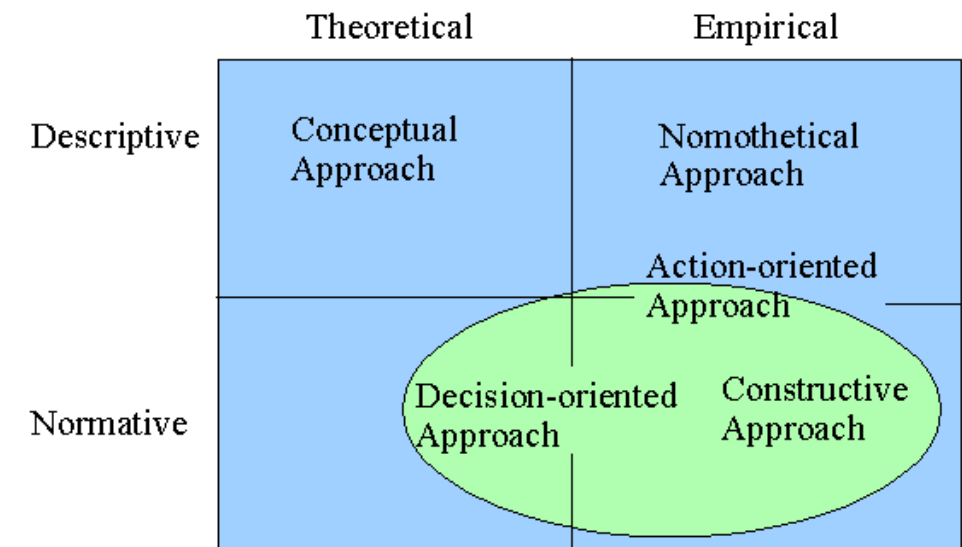 Theoretical Empirical
Descriptive
Conceptual
Approach
Nomothetical
Approach
Action-oriented
Approach
Normative
Decision-oriented
Approach
Constructive
Approach